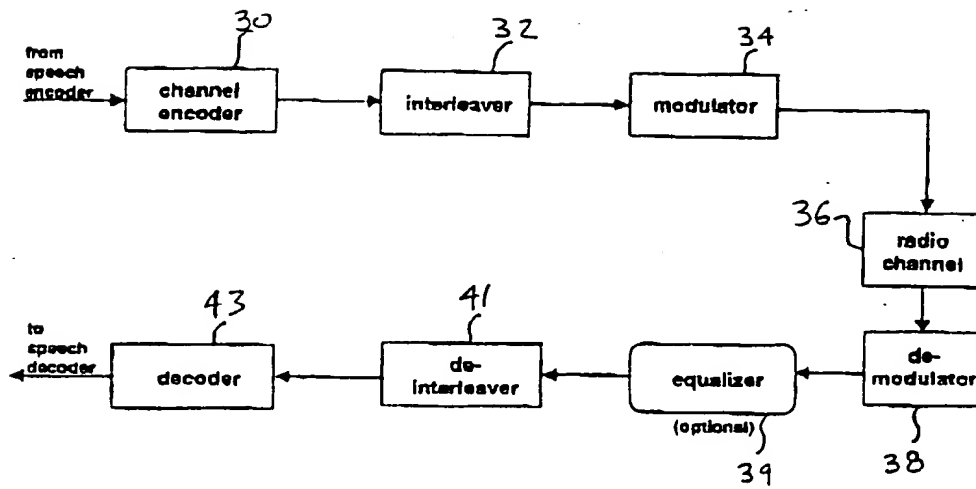 30
32
34
from
speech
encoder
channel
encoder
interleaver
modulator
36
radio
channel
43
41
to
speech
decoder
decoder
de-
interleaver
equalizer
(optional)
de-
modulator
39
38